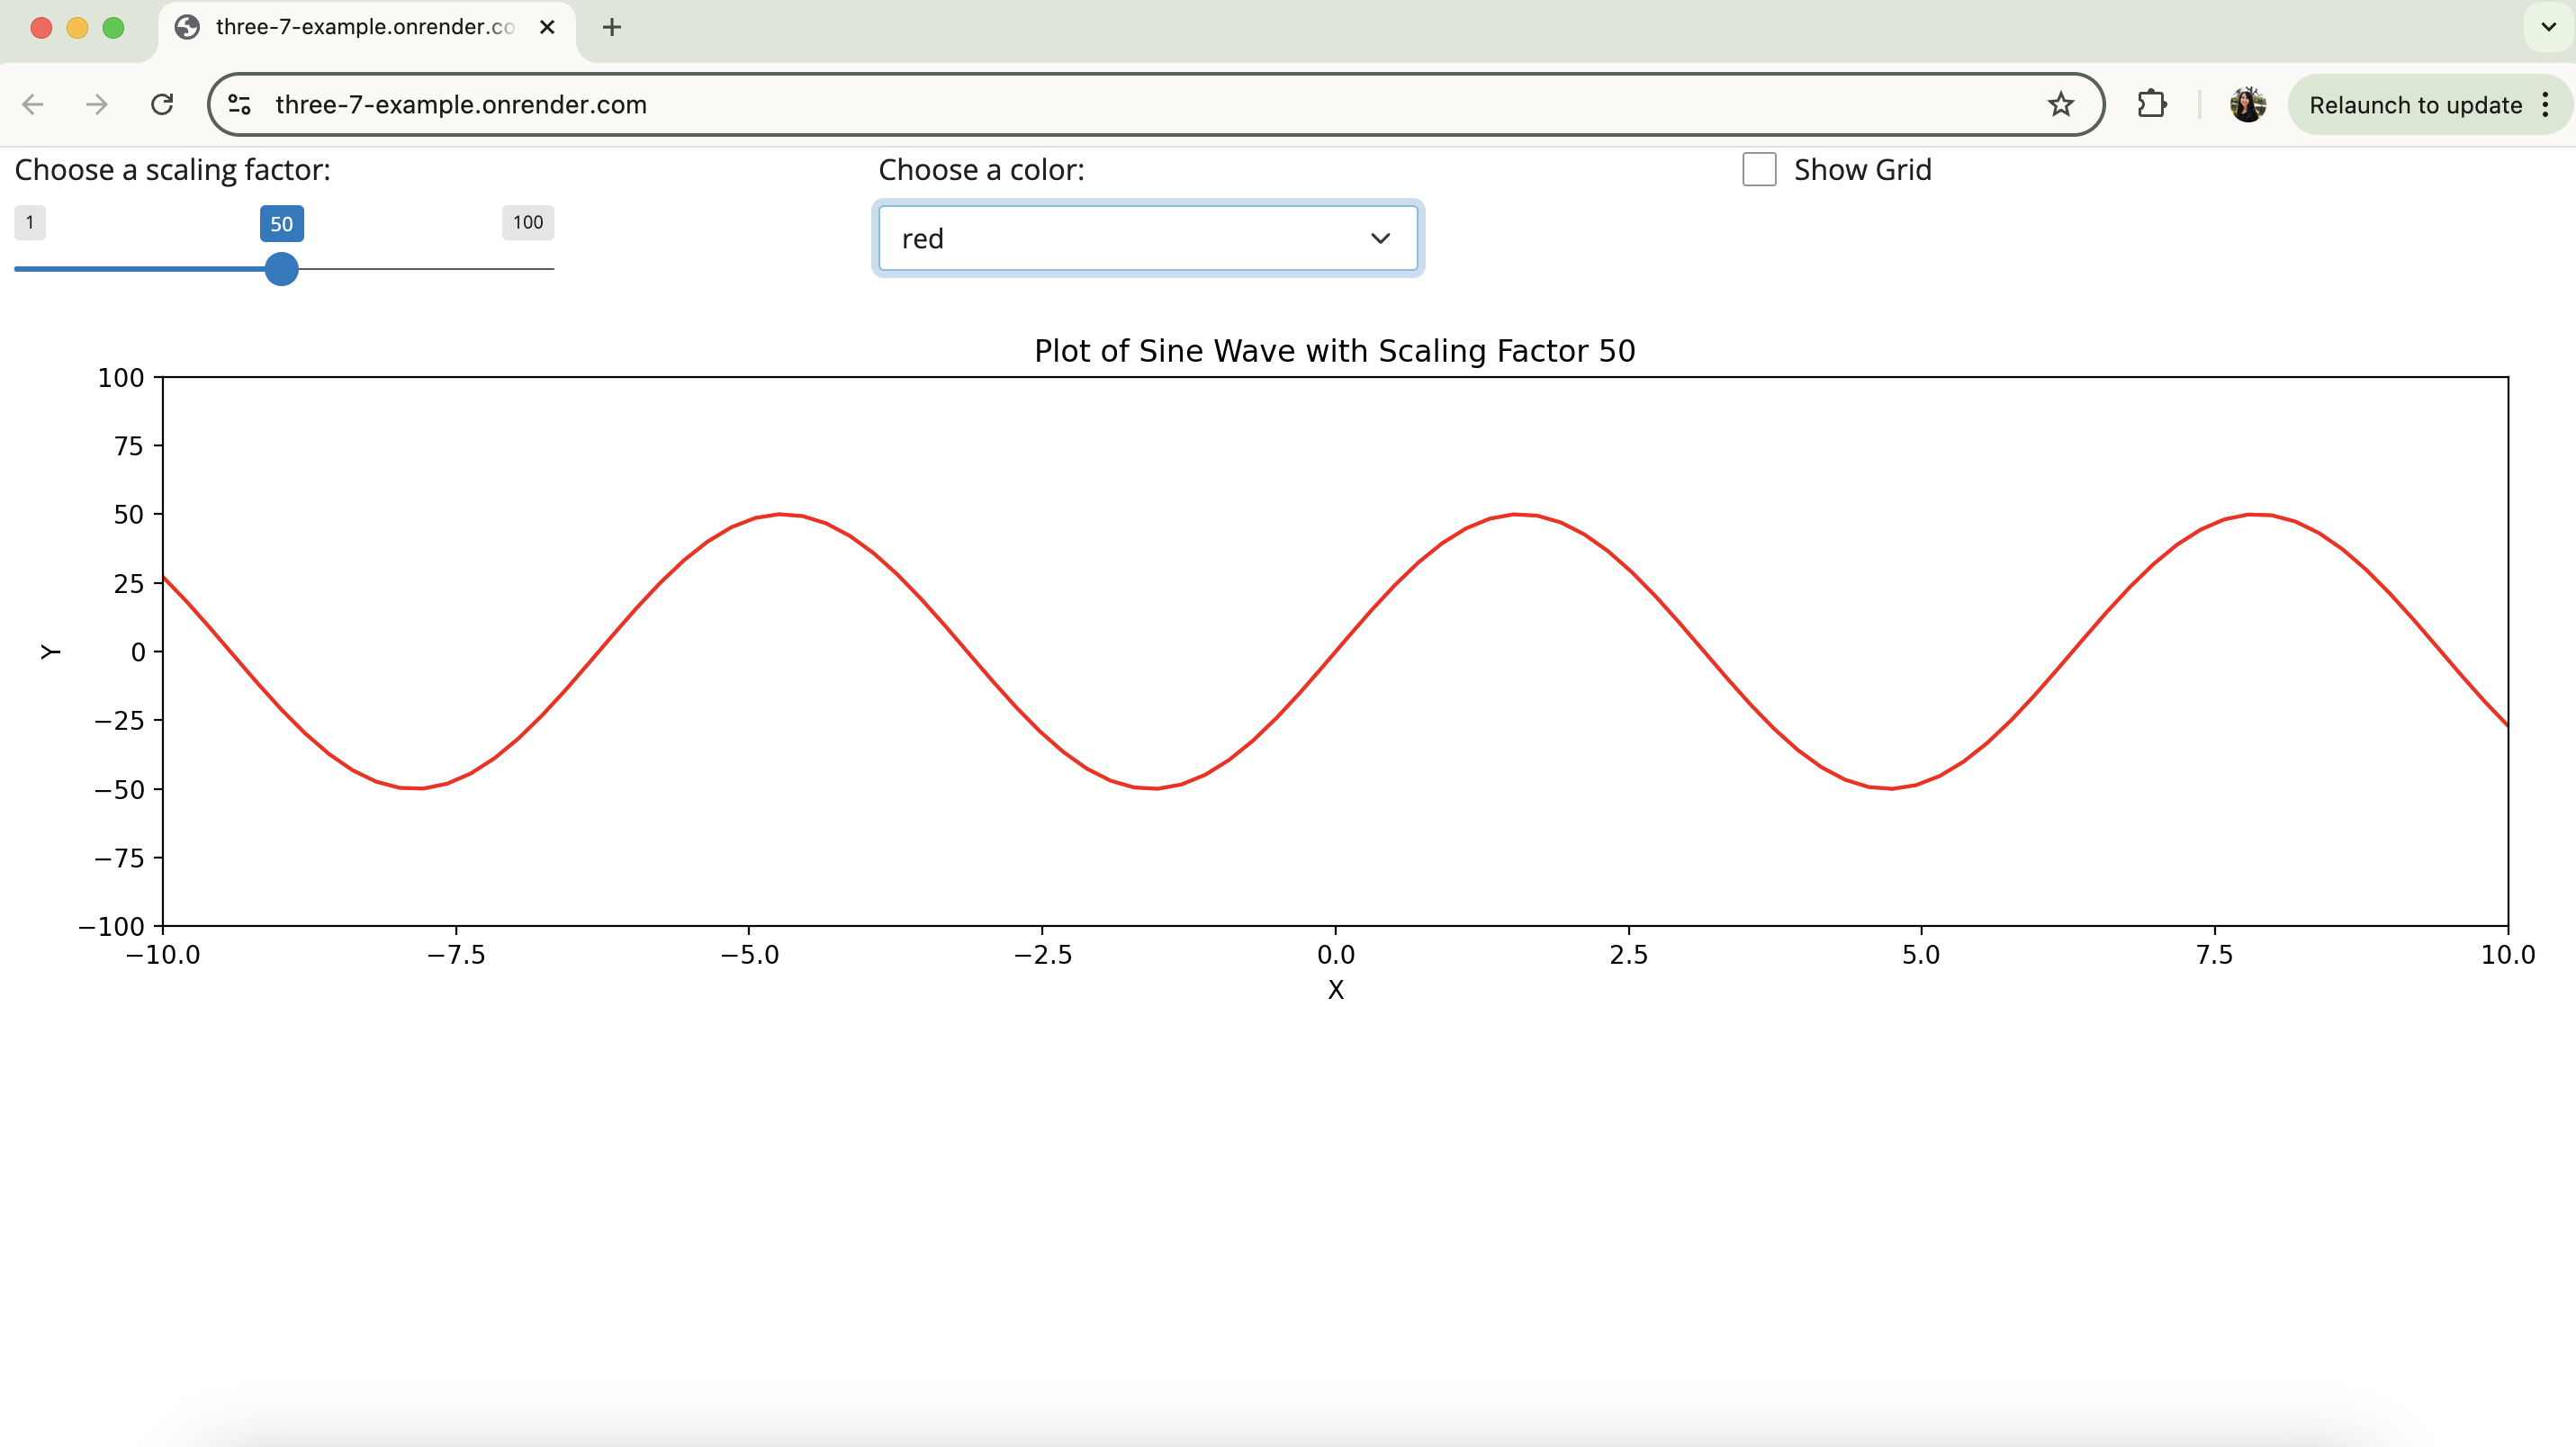 three-7-example.onrender.co
three-7-example.onrender.com
Relaunch to update
Choose a scaling factor:
1
50
100
Choose a color:
red
Show Grid
Plot of Sine Wave with Scaling Factor 50
100
75
50
25
0
−25
−50
−75
−100
Y
−10.0 −7.5 −5.0 −2.5 0.0 2.5 5.0 7.5 10.0
X